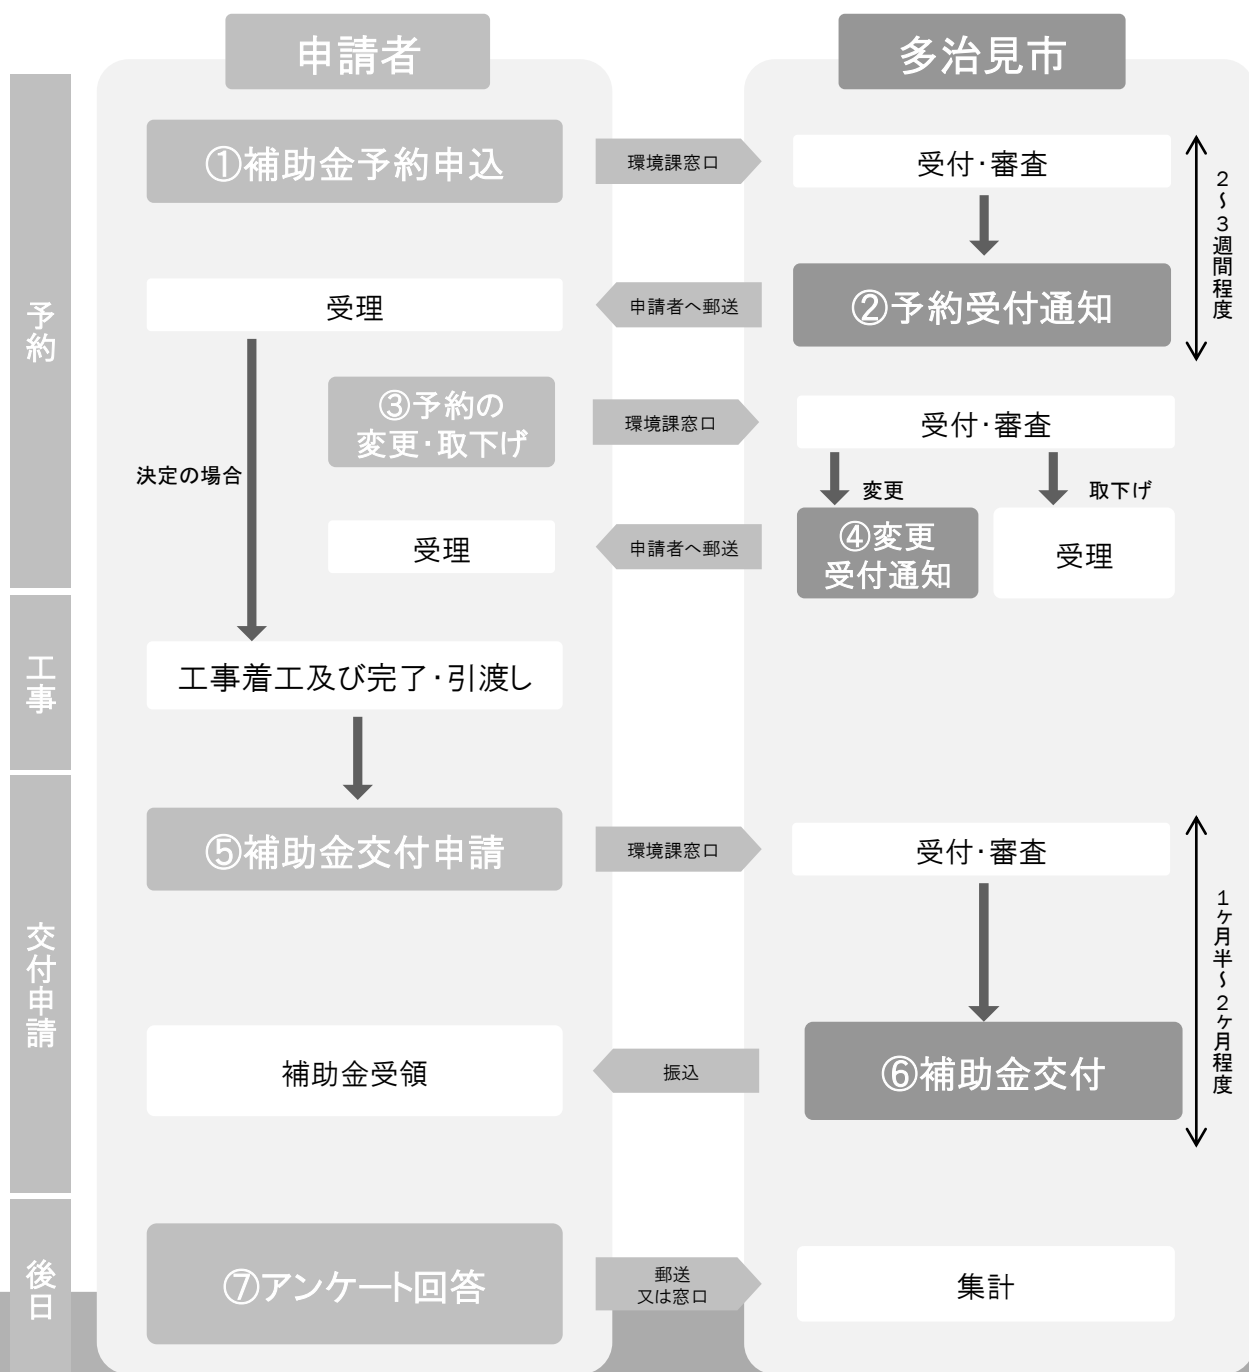 申請者
多治見市
予約
①補助金予約申込
環境課窓口
受付・審査
2～3週間程度
受理
申請者へ郵送
②予約受付通知
③予約の
変更・取下げ
環境課窓口
受付・審査
決定の場合
変更
取下げ
受理
申請者へ郵送
④変更
受付通知
受理
工事
工事着工及び完了・引渡し
交付申請
⑤補助金交付申請
環境課窓口
受付・審査
1ヶ月半～2ヶ月程度
補助金受領
振込
⑥補助金交付
後日
⑦アンケート回答
郵送
又は窓口
集計